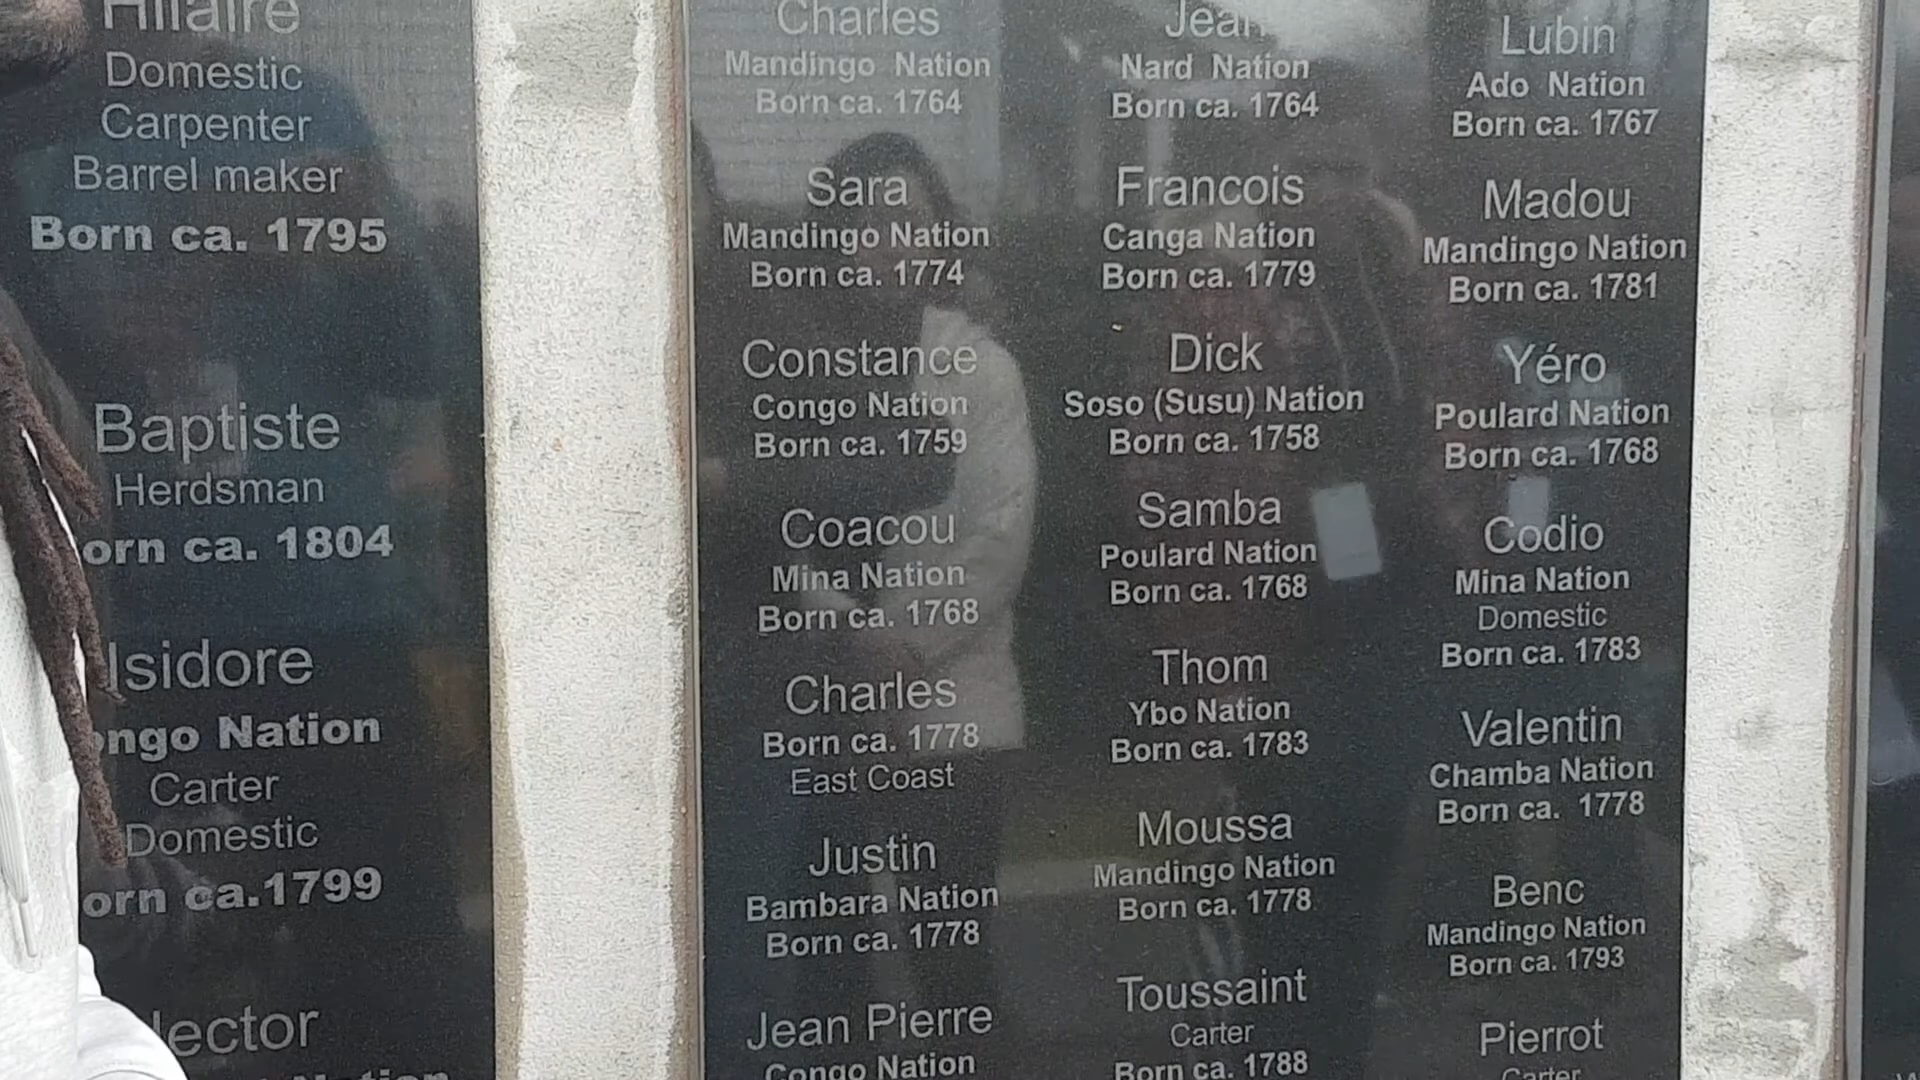 Hilaire
Domestic
Carpenter
Barrel maker
Born ca. 1795
Baptiste
Herdsman
orn ca. 1804
Isidore
ongo Nation
Carter
Domestic
orn ca.1799
lector
Nation
Charles
Mandingo Nation
Born ca. 1764
Sara
Mandingo Nation
Born ca. 1774
Constance
Congo Nation
Born ca. 1759
Coacou
Mina Nation
Born ca. 1768
Charles
Born ca. 1778
East Coast
Justin
Bambara Nation
Born ca. 1778
Jean Pierre
Congo Nation
Jean
Nard Nation
Born ca. 1764
Francois
Canga Nation
Born ca. 1779
Dick
Soso (Susu) Nation
Born ca. 1758
Samba
Poulard Nation
Born ca. 1768
Thom
Ybo Nation
Born ca. 1783
Moussa
Mandingo Nation
Born ca. 1778
Toussaint
Carter
Born ca. 1788
Lubin
Ado Nation
Born ca. 1767
Madou
Mandingo Nation
Born ca. 1781
Yéro
Poulard Nation
Born ca. 1768
Codio
Mina Nation
Domestic
Born ca. 1783
Valentin
Chamba Nation
Born ca. 1778
Benc
Mandingo Nation
Born ca. 1793
Pierrot
Carter